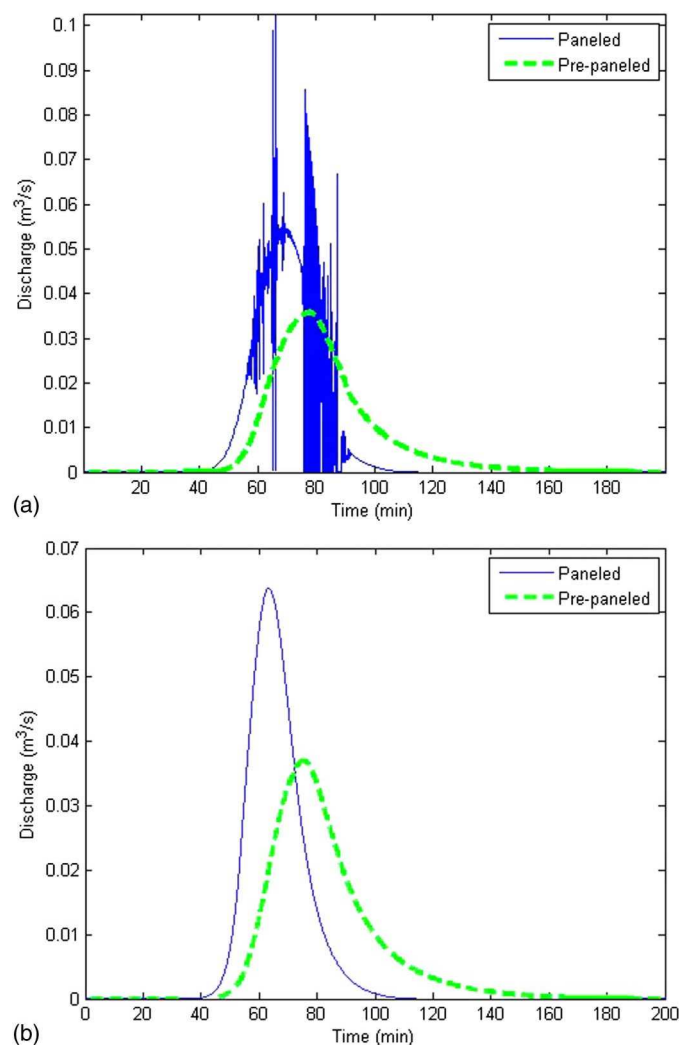 0.1
0.09
0.08
0.07
0.06
0.05
0.04
0.03
0.02
0.01
0
Discharge (m³/s)
Paneled
Pre-paneled
20 40 60 80 100 120 140 160 180
Time (min)
(a)
0.07
0.06
0.05
0.04
0.03
0.02
0.01
0
Discharge (m³/s)
Paneled
Pre-paneled
0 20 40 60 80 100 120 140 160 180 200
Time (min)
(b)